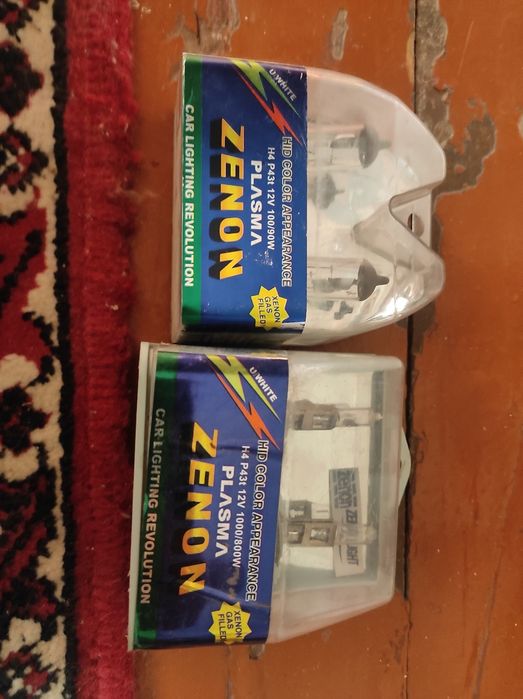 U.WHITE
HID COLOR APPEARANCE
H4 P43t 12V 100/90W
PLASMA
ZENON
CAR LIGHTING REVOLUTION
XENON
GAS
FILLED
U.WHITE
HID COLOR APPEARANCE
H4 P43t 12V 1000/800W
PLASMA
ZENON
CAR LIGHTING REVOLUTION
XENON
GAS
FILLED
zenon